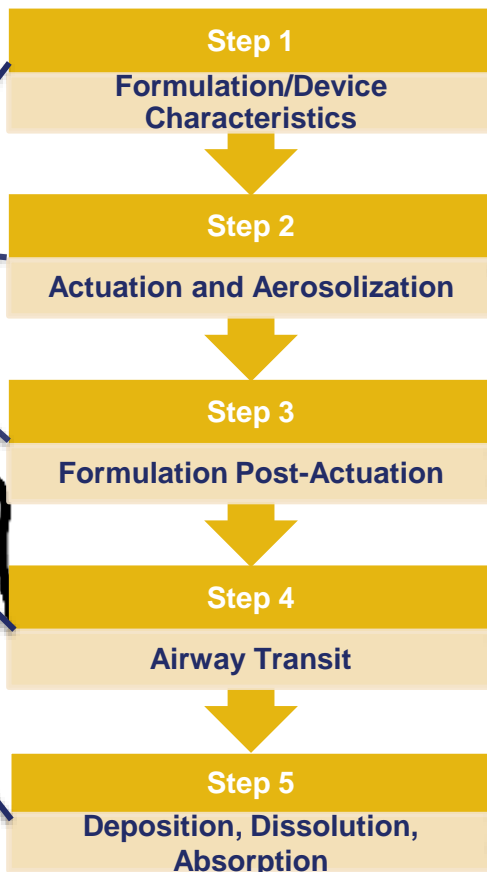 Step 1
Formulation/Device
Characteristics
Step 2
Actuation and Aerosolization
Step 3
Formulation Post-Actuation
Step 4
Airway Transit
Step 5
Deposition, Dissolution,
Absorption